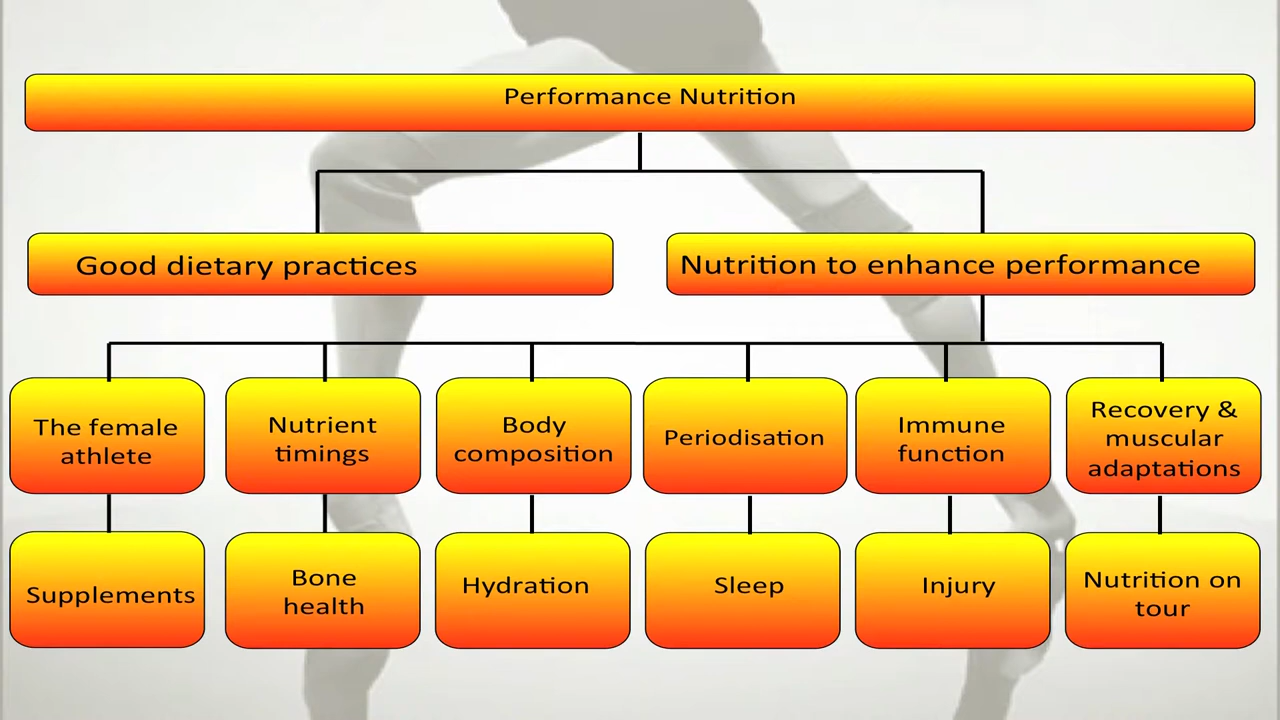 Performance Nutrition
Good dietary practices
Nutrition to enhance performance
The female
athlete
Nutrient
timings
Body
composition
Periodisation
Immune
function
Recovery &
muscular
adaptations
Supplements
Bone
health
Hydration
Sleep
Injury
Nutrition on
tour